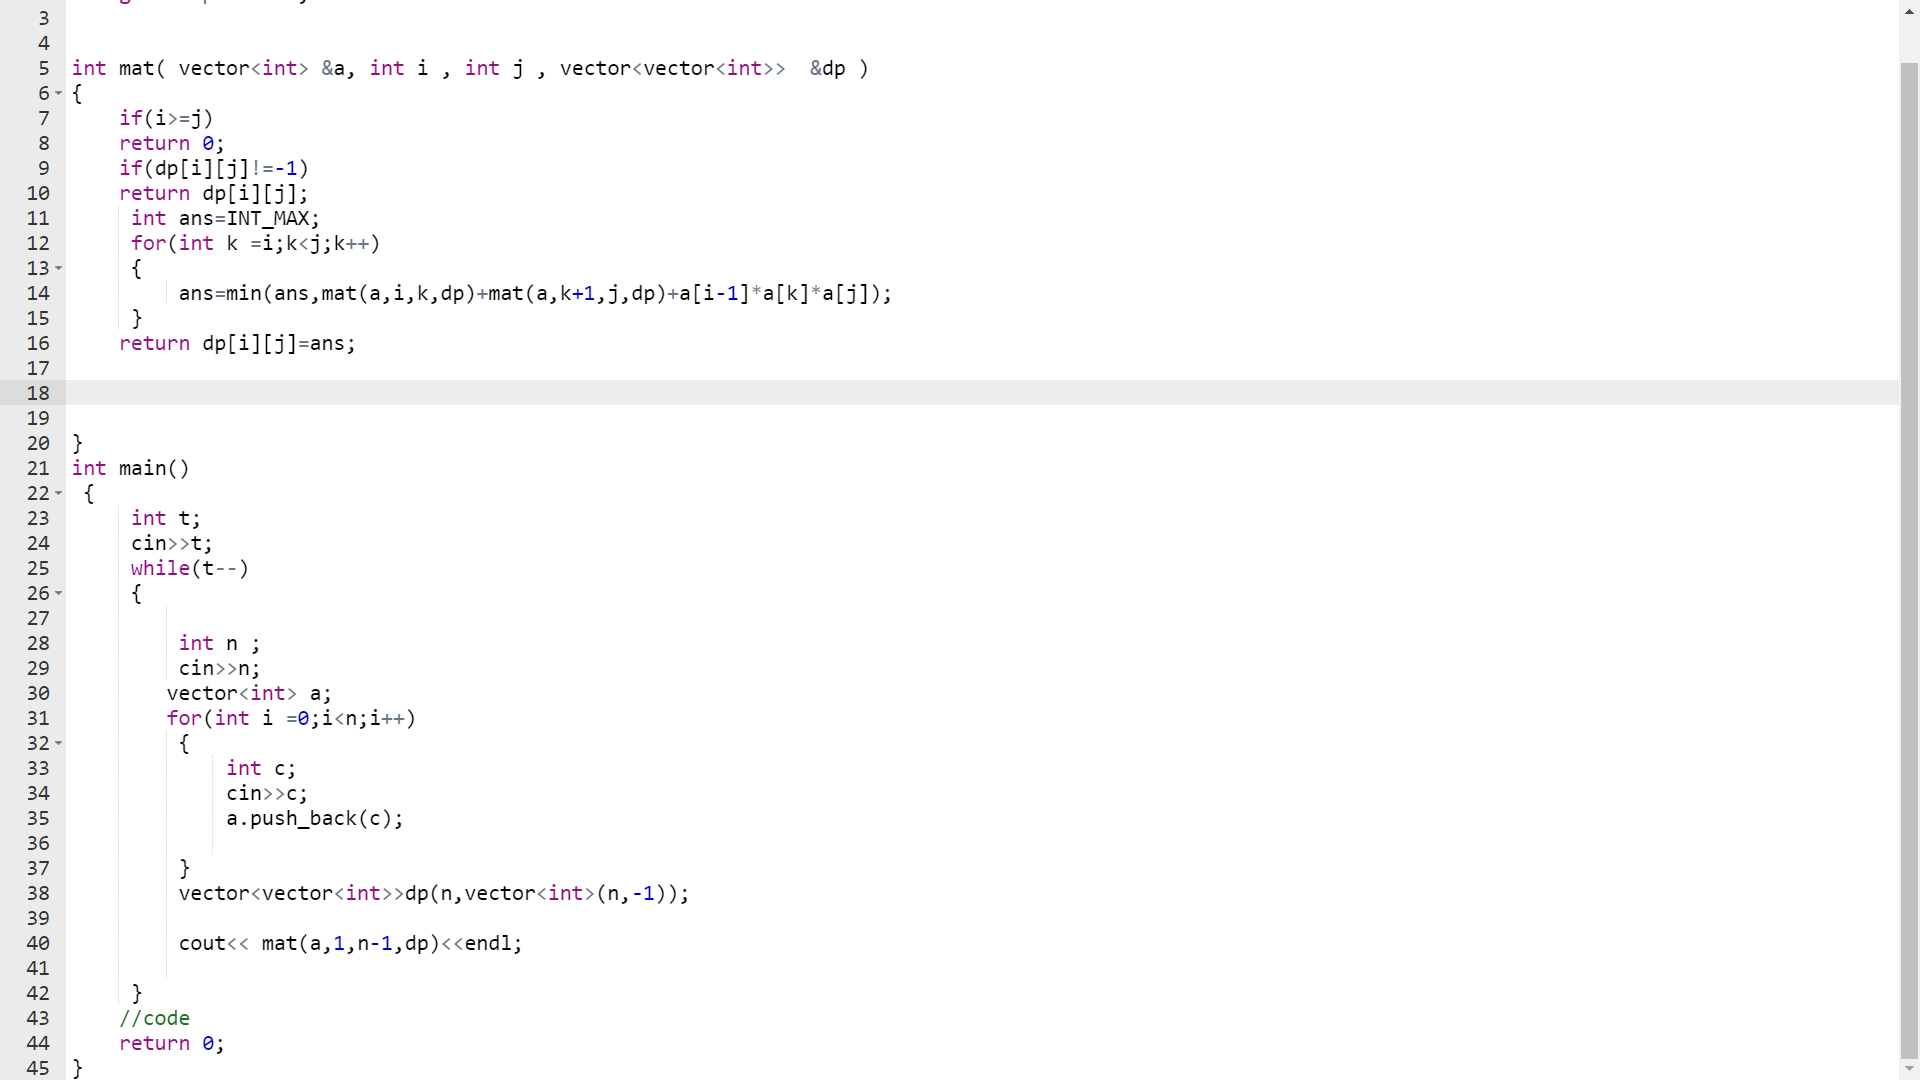 3
4
5 int mat( vector<int> &a, int i , int j , vector<vector<int>>  &dp )
6 {
7     if(i>=j)
8     return 0;
9     if(dp[i][j]!=-1)
10     return dp[i][j];
11      int ans=INT_MAX;
12      for(int k =i;k<j;k++)
13      {
14          ans=min(ans,mat(a,i,k,dp)+mat(a,k+1,j,dp)+a[i-1]*a[k]*a[j]);
15      }
16     return dp[i][j]=ans;
17
18
19
20 }
21 int main()
22  {
23      int t;
24      cin>>t;
25      while(t--)
26      {
27
28          int n ;
29          cin>>n;
30         vector<int> a;
31         for(int i =0;i<n;i++)
32          {
33              int c;
34              cin>>c;
35              a.push_back(c);
36
37          }
38          vector<vector<int>>dp(n,vector<int>(n,-1));
39
40          cout<< mat(a,1,n-1,dp)<<endl;
41
42      }
43     //code
44     return 0;
45 }